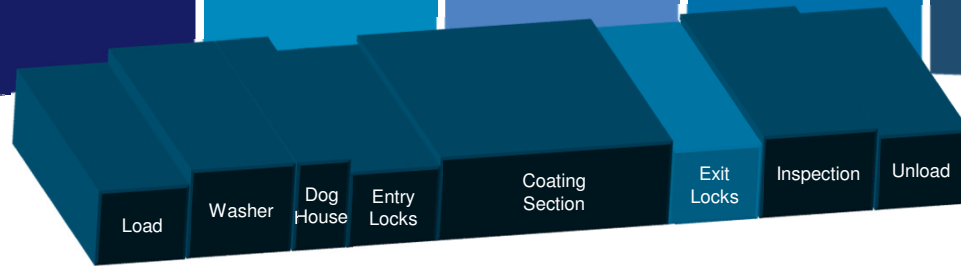 Load
Washer
Dog
House
Entry
Locks
Coating
Section
Exit
Locks
Inspection
Unload